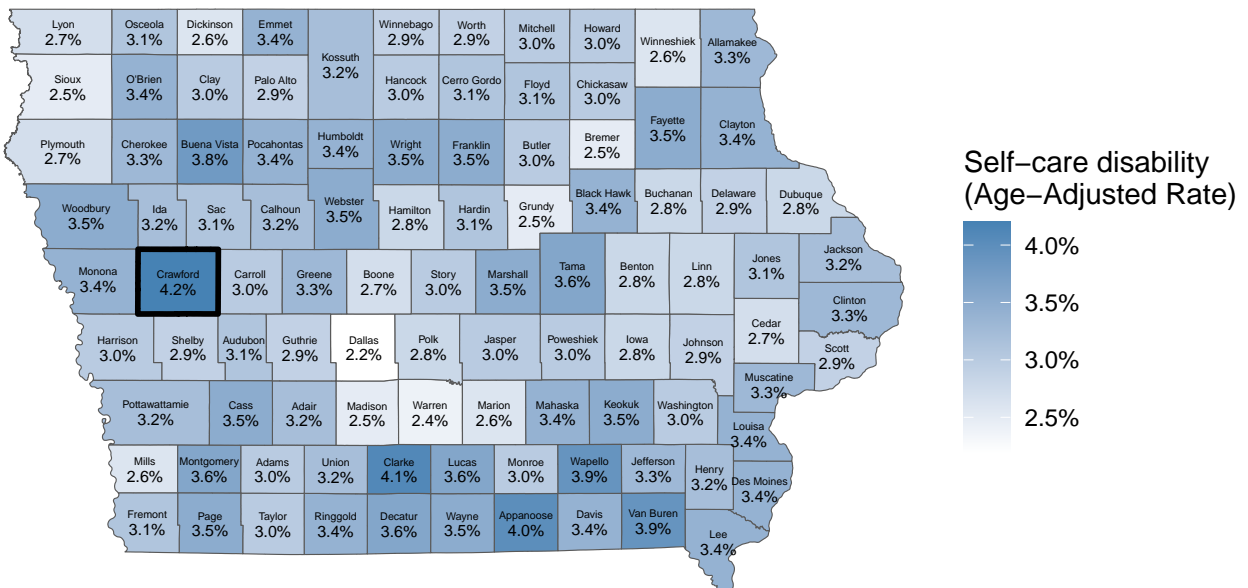 Lyon
2.7%
Osceola
3.1%
Dickinson
2.6%
Emmet
3.4%
Kossuth
3.2%
Winnebago
2.9%
Worth
2.9%
Mitchell
3.0%
Howard
3.0%
Winneshiek
2.6%
Allamakee
3.3%
Sioux
2.5%
O'Brien
3.4%
Clay
3.0%
Palo Alto
2.9%
Hancock
3.0%
Cerro Gordo
3.1%
Floyd
3.1%
Chickasaw
3.0%
Fayette
3.5%
Clayton
3.4%
Plymouth
2.7%
Cherokee
3.3%
Buena Vista
3.8%
Pocahontas
3.4%
Humboldt
3.4%
Wright
3.5%
Franklin
3.5%
Butler
3.0%
Bremer
2.5%
Woodbury
3.5%
Ida
3.2%
Sac
3.1%
Calhoun
3.2%
Webster
3.5%
Hamilton
2.8%
Hardin
3.1%
Grundy
2.5%
Black Hawk
3.4%
Buchanan
2.8%
Delaware
2.9%
Dubuque
2.8%
Monona
3.4%
Crawford
4.2%
Carroll
3.0%
Greene
3.3%
Boone
2.7%
Story
3.0%
Marshall
3.5%
Tama
3.6%
Benton
2.8%
Linn
2.8%
Jones
3.1%
Jackson
3.2%
Clinton
3.3%
Harrison
3.0%
Shelby
2.9%
Audubon
3.1%
Guthrie
2.9%
Dallas
2.2%
Polk
2.8%
Jasper
3.0%
Poweshiek
3.0%
Iowa
2.8%
Johnson
2.9%
Cedar
2.7%
Scott
2.9%
Muscatine
3.3%
Pottawattamie
3.2%
Cass
3.5%
Adair
3.2%
Madison
2.5%
Warren
2.4%
Marion
2.6%
Mahaska
3.4%
Keokuk
3.5%
Washington
3.0%
Louisa
3.4%
Mills
2.6%
Montgomery
3.6%
Adams
3.0%
Union
3.2%
Clarke
4.1%
Lucas
3.6%
Monroe
3.0%
Wapello
3.9%
Jefferson
3.3%
Henry
3.2%
Des Moines
3.4%
Fremont
3.1%
Page
3.5%
Taylor
3.0%
Ringgold
3.4%
Decatur
3.6%
Wayne
3.5%
Appanoose
4.0%
Davis
3.4%
Van Buren
3.9%
Lee
3.4%
Self−care disability
(Age−Adjusted Rate)
4.0%
3.5%
3.0%
2.5%